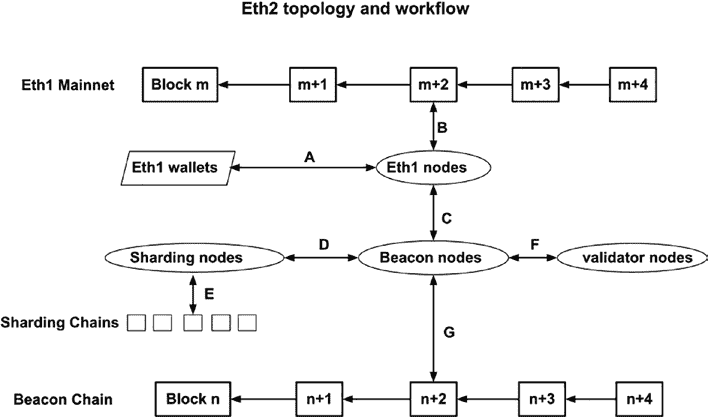 Eth2 topology and workflow
Eth1 Mainnet Block m m+1 m+2 m+3 m+4
B
Eth1 wallets A Eth1 nodes
C
Sharding nodes D Beacon nodes F validator nodes
E
Sharding Chains
G
Beacon Chain Block n n+1 n+2 n+3 n+4